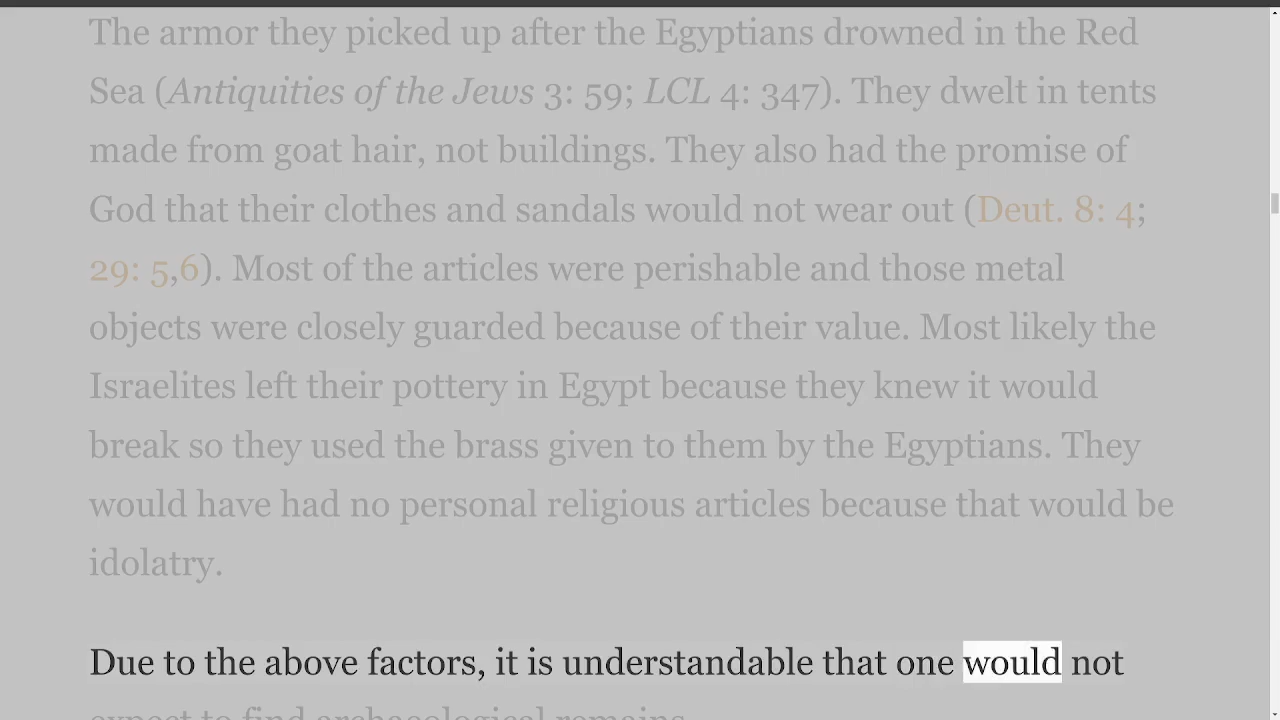 The armor they picked up after the Egyptians drowned in the Red
Sea (Antiquities of the Jews 3: 59; LCL 4: 347). They dwelt in tents
made from goat hair, not buildings. They also had the promise of
God that their clothes and sandals would not wear out (Deut. 8: 4;
29: 5,6). Most of the articles were perishable and those metal
objects were closely guarded because of their value. Most likely the
Israelites left their pottery in Egypt because they knew it would
break so they used the brass given to them by the Egyptians. They
would have had no personal religious articles because that would be
idolatry.
Due to the above factors, it is understandable that one would not
expect to find archaeological remains